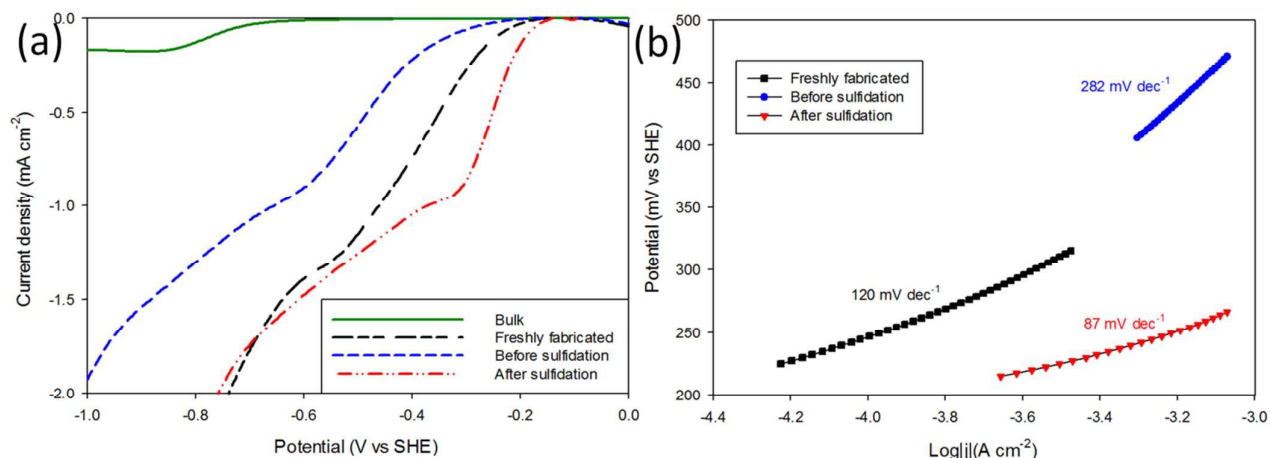 (a)
0.0
-0.5
-1.0
-1.5
-2.0
Current density (mA cm-2)
Bulk
Freshly fabricated
Before sulfidation
After sulfidation
-1.0 -0.8 -0.6 -0.4 -0.2 0.0
Potential (V vs SHE)
(b)
500
450
400
350
300
250
200
Potential (mV vs SHE)
Freshly fabricated
Before sulfidation
After sulfidation
282 mV dec-1
120 mV dec-1
87 mV dec-1
-4.4 -4.2 -4.0 -3.8 -3.6 -3.4 -3.2 -3.0
Log|j|(A cm-2)